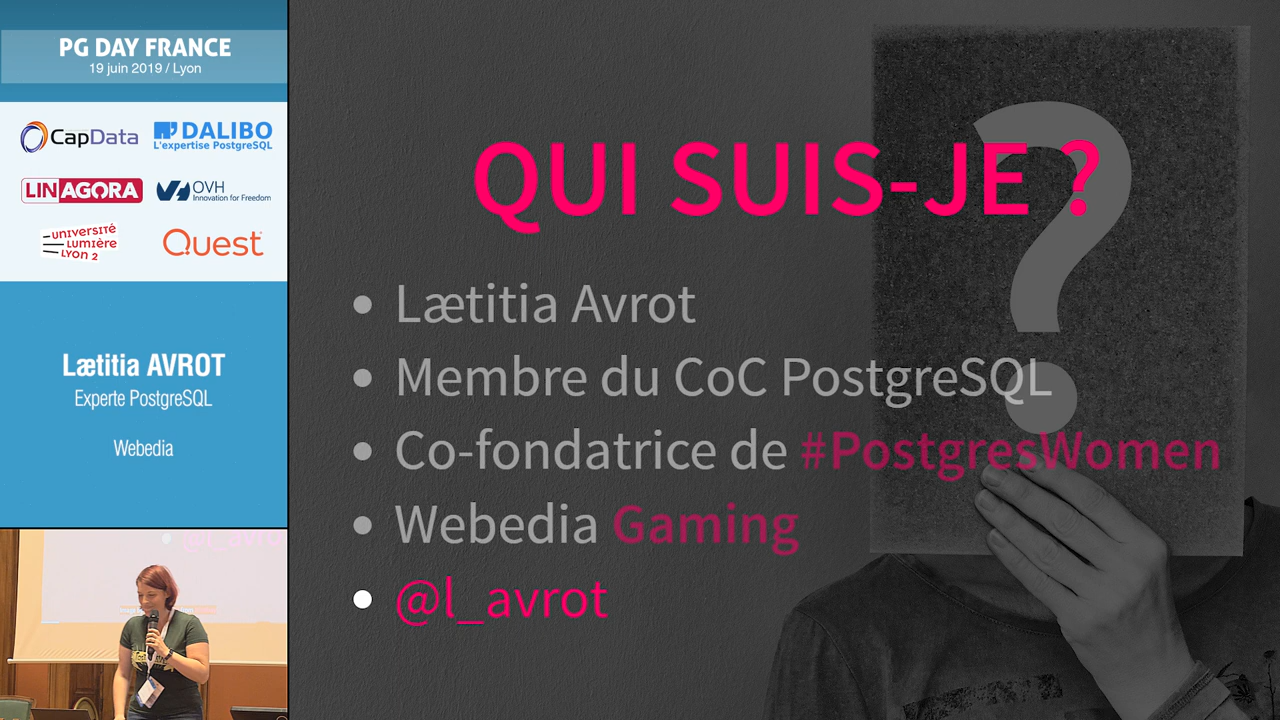 PG DAY FRANCE
19 juin 2019 / Lyon
CapData
DALIBO
L'expertise PostgreSQL
LINAGORA
OVH
Innovation for Freedom
UNIVERSITÉ
LUMIÈRE
LYON 2
Quest
Lætitia AVROT
Experte PostgreSQL
Webedia
@l_avrot
QUI SUIS-JE ?
?
Lætitia Avrot
Membre du CoC PostgreSQL
Co-fondatrice de #PostgresWomen
Webedia Gaming
@l_avrot